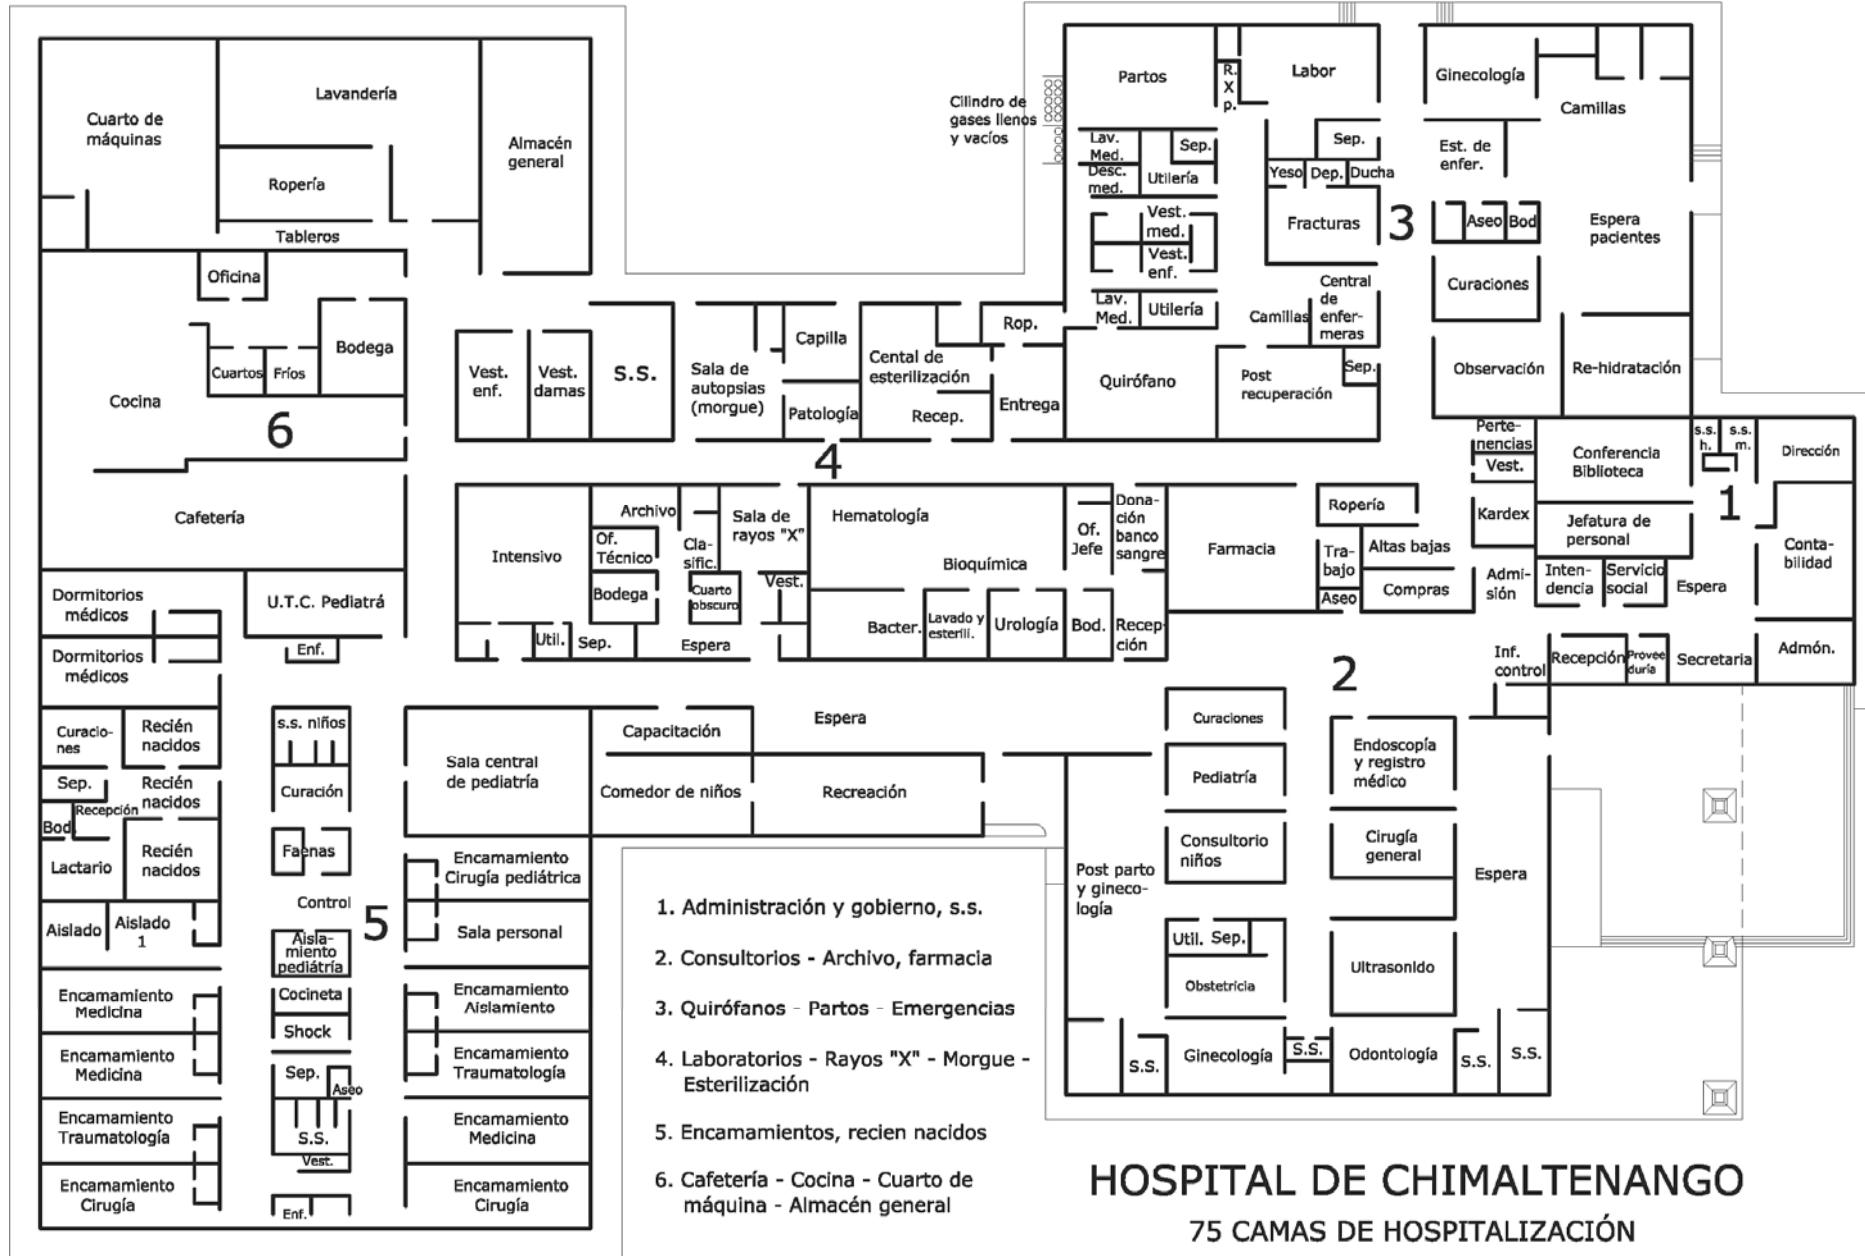 Cuarto de
máquinas
Lavandería
Ropería
Tableros
Almacén
general
Oficina
Cuartos
Fríos
Bodega
Cocina
6
Cafetería
Vest.
enf.
Vest.
damas
S.S.
Sala de
autopsias
(morgue)
Capilla
Patología
Cental de
esterilización
Recep.
Rop.
Entrega
4
Cilindro de
gases llenos
y vacíos
Partos
R.
X
p.
Labor
Lav.
Med.
Sep.
Desc.
med.
Utilería
Vest.
med.
Vest.
enf.
Lav.
Med.
Utilería
Sep.
Yeso
Dep.
Ducha
Fracturas
3
Central
de
enfer-
meras
Camillas
Quirófano
Post
recuperación
Sep.
Ginecología
Camillas
Est. de
enfer.
Aseo
Bod
Espera
pacientes
Curaciones
Observación
Re-hidratación
Perte-
nencias
Vest.
Kardex
Conferencia
Biblioteca
s.s.
h.
s.s.
m.
Dirección
1
Jefatura de
personal
Conta-
bilidad
Inten-
dencia
Servicio
social
Espera
Admi-
sión
Inf.
control
Recepción
Provee
duría
Secretaria
Admón.
Intensivo
Archivo
Of.
Técnico
Cla-
sific.
Sala de
rayos "X"
Bodega
Cuarto
obscuro
Vest.
Util.
Sep.
Espera
Hematología
Bioquímica
Bacter.
Lavado y
esterili.
Urología
Of.
Jefe
Bod.
Dona-
ción
banco
sangre
Recep-
ción
Farmacia
Ropería
Tra-
bajo
Altas bajas
Aseo
Compras
2
Dormitorios
médicos
U.T.C. Pediatrá
Enf.
Dormitorios
médicos
Curacio-
nes
Recién
nacidos
Sep.
Recién
nacidos
Recepción
Bod.
Lactario
Recién
nacidos
Aislado
Aislado
1
s.s. niños
Curación
Faenas
Control
5
Aisla-
miento
pediátría
Cocineta
Shock
Sep.
Aseo
S.S.
Vest.
Enf.
Encamamiento
Medicina
Encamamiento
Medicina
Encamamiento
Traumatología
Encamamiento
Cirugía
Sala central
de pediatría
Capacitación
Espera
Comedor de niños
Recreación
Encamamiento
Cirugía pediátrica
Sala personal
Encamamiento
Aislamiento
Encamamiento
Traumatología
Encamamiento
Medicina
Encamamiento
Cirugía
Curaciones
Pediatría
Consultorio
niños
Post parto
y gineco-
logía
Util.
Sep.
Obstetricia
S.S.
Ginecología
S.S.
Endoscopía
y registro
médico
Cirugía
general
Espera
Ultrasonido
Odontología
S.S.
S.S.
1. Administración y gobierno, s.s.
2. Consultorios - Archivo, farmacia
3. Quirófanos - Partos - Emergencias
4. Laboratorios - Rayos "X" - Morgue -
Esterilización
5. Encamamientos, recien nacidos
6. Cafetería - Cocina - Cuarto de
máquina - Almacén general
HOSPITAL DE CHIMALTENANGO
75 CAMAS DE HOSPITALIZACIÓN